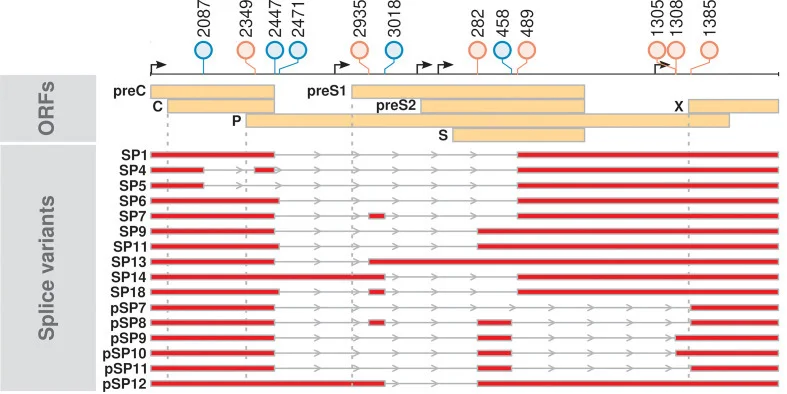 2087
2349
2447
2471
2935
3018
282
458
489
1305
1308
1385
ORFs
preC
preS1
C
preS2
X
P
S
Splice variants
SP1
SP4
SP5
SP6
SP7
SP9
SP11
SP13
SP14
SP18
pSP7
pSP8
pSP9
pSP10
pSP11
pSP12